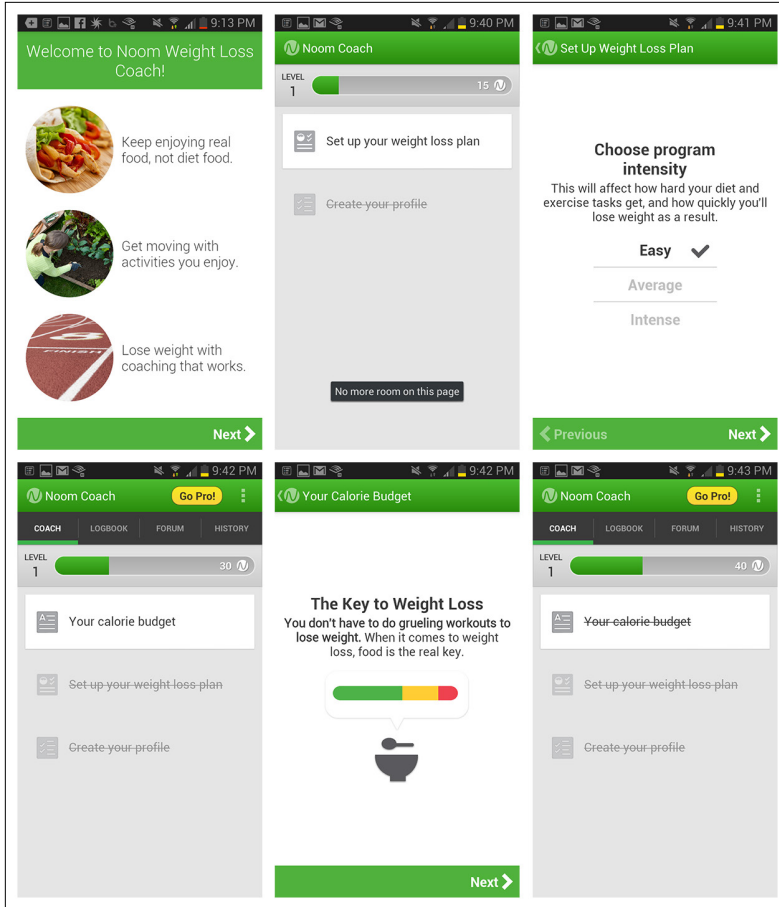 9:13 PM
Welcome to Noom Weight Loss
Coach!
Keep enjoying real
food, not diet food.
Get moving with
activities you enjoy.
FINISH
Lose weight with
coaching that works.
Next
9:40 PM
Noom Coach
LEVEL
1
15
Set up your weight loss plan
Create your profile
No more room on this page
9:41 PM
Set Up Weight Loss Plan
Choose program
intensity
This will affect how hard your diet and
exercise tasks get, and how quickly you'll
lose weight as a result.
Easy
Average
Intense
Previous
Next
9:42 PM
Noom Coach
Go Pro!
COACH
LOGBOOK
FORUM
HISTORY
LEVEL
1
30
Your calorie budget
Set up your weight loss plan
Create your profile
9:42 PM
Your Calorie Budget
The Key to Weight Loss
You don't have to do grueling workouts to
lose weight. When it comes to weight
loss, food is the real key.
Next
9:43 PM
Noom Coach
Go Pro!
COACH
LOGBOOK
FORUM
HISTORY
LEVEL
1
40
Your calorie budget
Set up your weight loss plan
Create your profile